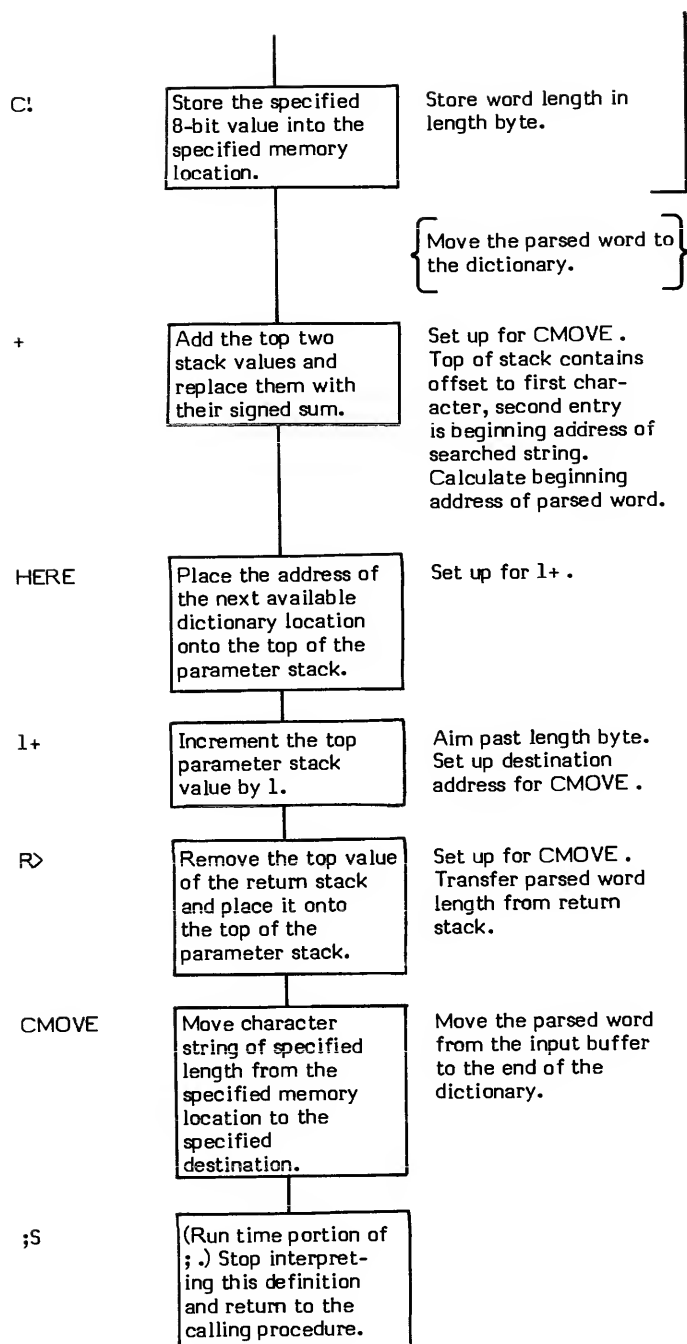 C!
Store the specified
8-bit value into the
specified memory
location.
Store word length in
length byte.
Move the parsed word to
the dictionary.
+
Add the top two
stack values and
replace them with
their signed sum.
Set up for CMOVE .
Top of stack contains
offset to first char-
acter, second entry
is beginning address of
searched string.
Calculate beginning
address of parsed word.
HERE
Place the address of
the next available
dictionary location
onto the top of the
parameter stack.
Set up for 1+ .
1+
Increment the top
parameter stack
value by 1.
Aim past length byte.
Set up destination
address for CMOVE .
R>
Remove the top value
of the return stack
and place it onto
the top of the
parameter stack.
Set up for CMOVE .
Transfer parsed word
length from return
stack.
CMOVE
Move character
string of specified
length from the
specified memory
location to the
specified
destination.
Move the parsed word
from the input buffer
to the end of the
dictionary.
;S
(Run time portion of
; .) Stop interpret-
ing this definition
and return to the
calling procedure.